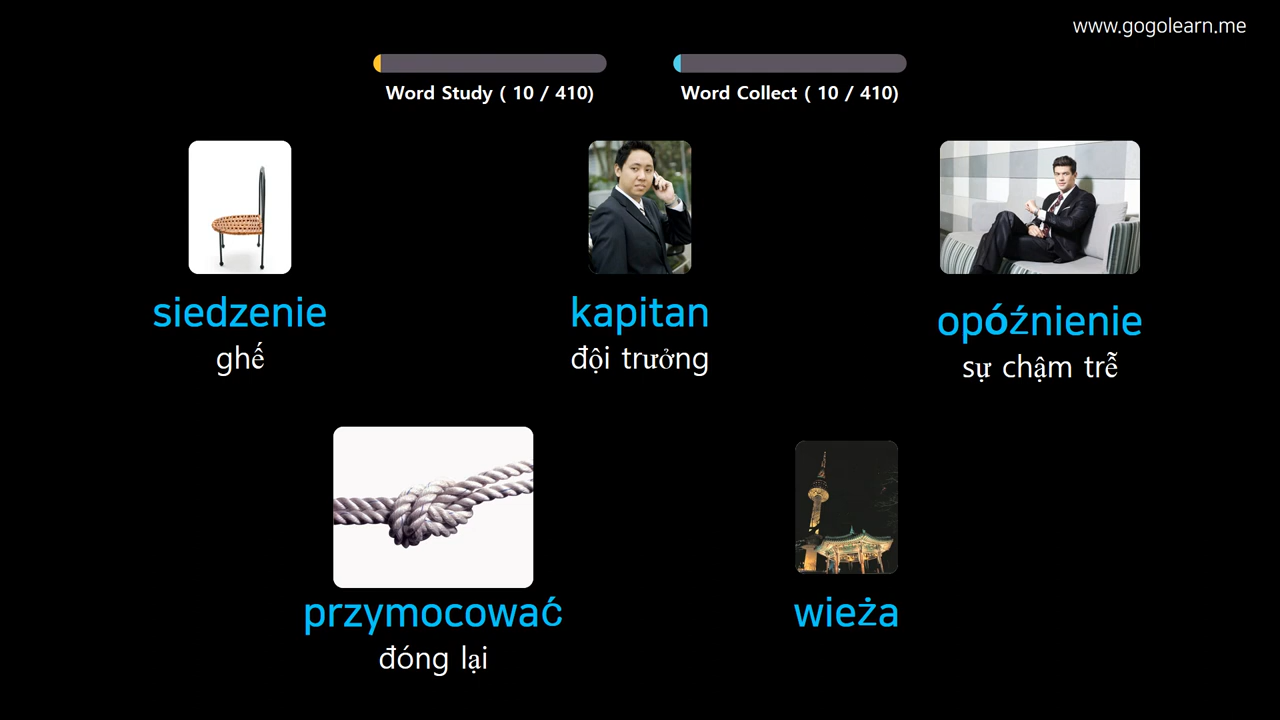 www.gogolearn.me
Word Study ( 10 / 410)
Word Collect ( 10 / 410)
siedzenie
ghế
kapitan
đội trưởng
opóźnienie
sự chậm trễ
przymocować
đóng lại
wieża